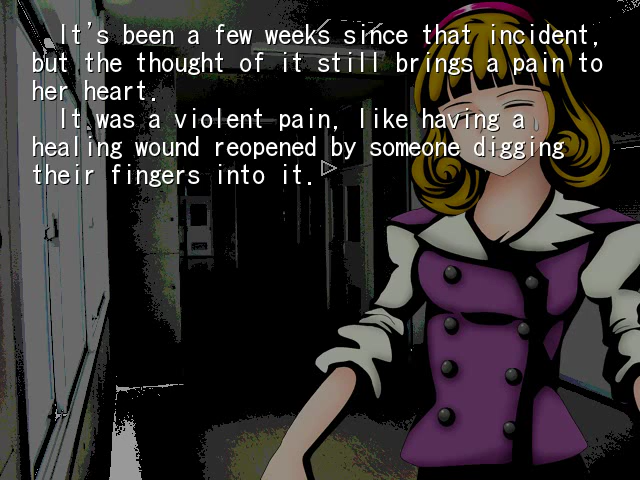 It's been a few weeks since that incident,
but the thought of it still brings a pain to
her heart.
It was a violent pain, like having a
healing wound reopened by someone digging
their fingers into it.